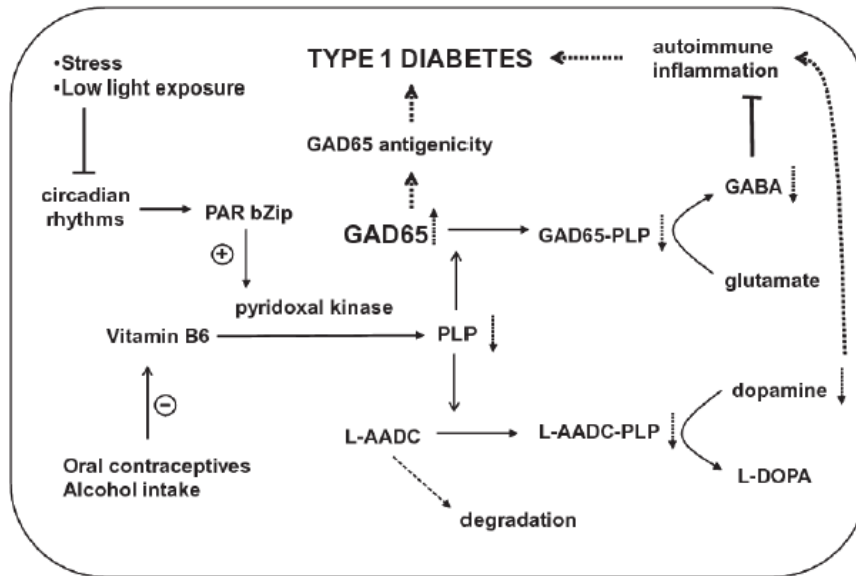 •Stress
•Low light exposure
TYPE 1 DIABETES
autoimmune
inflammation
GAD65 antigenicity
circadian
rhythms
PAR bZip
GAD65
GAD65-PLP
GABA
glutamate
+
pyridoxal kinase
Vitamin B6
PLP
dopamine
−
L-AADC
L-AADC-PLP
L-DOPA
Oral contraceptives
Alcohol intake
degradation